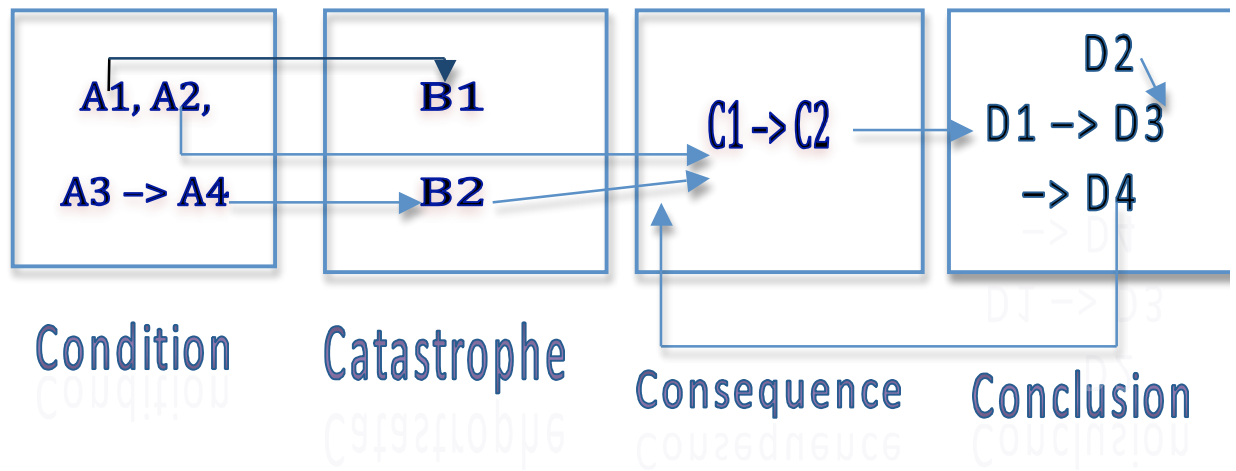 A1, A2,
A3 –> A4
Condition
B1
B2
Catastrophe
C1 –> C2
Consequence
D2
D1 –> D3
–> D4
Conclusion